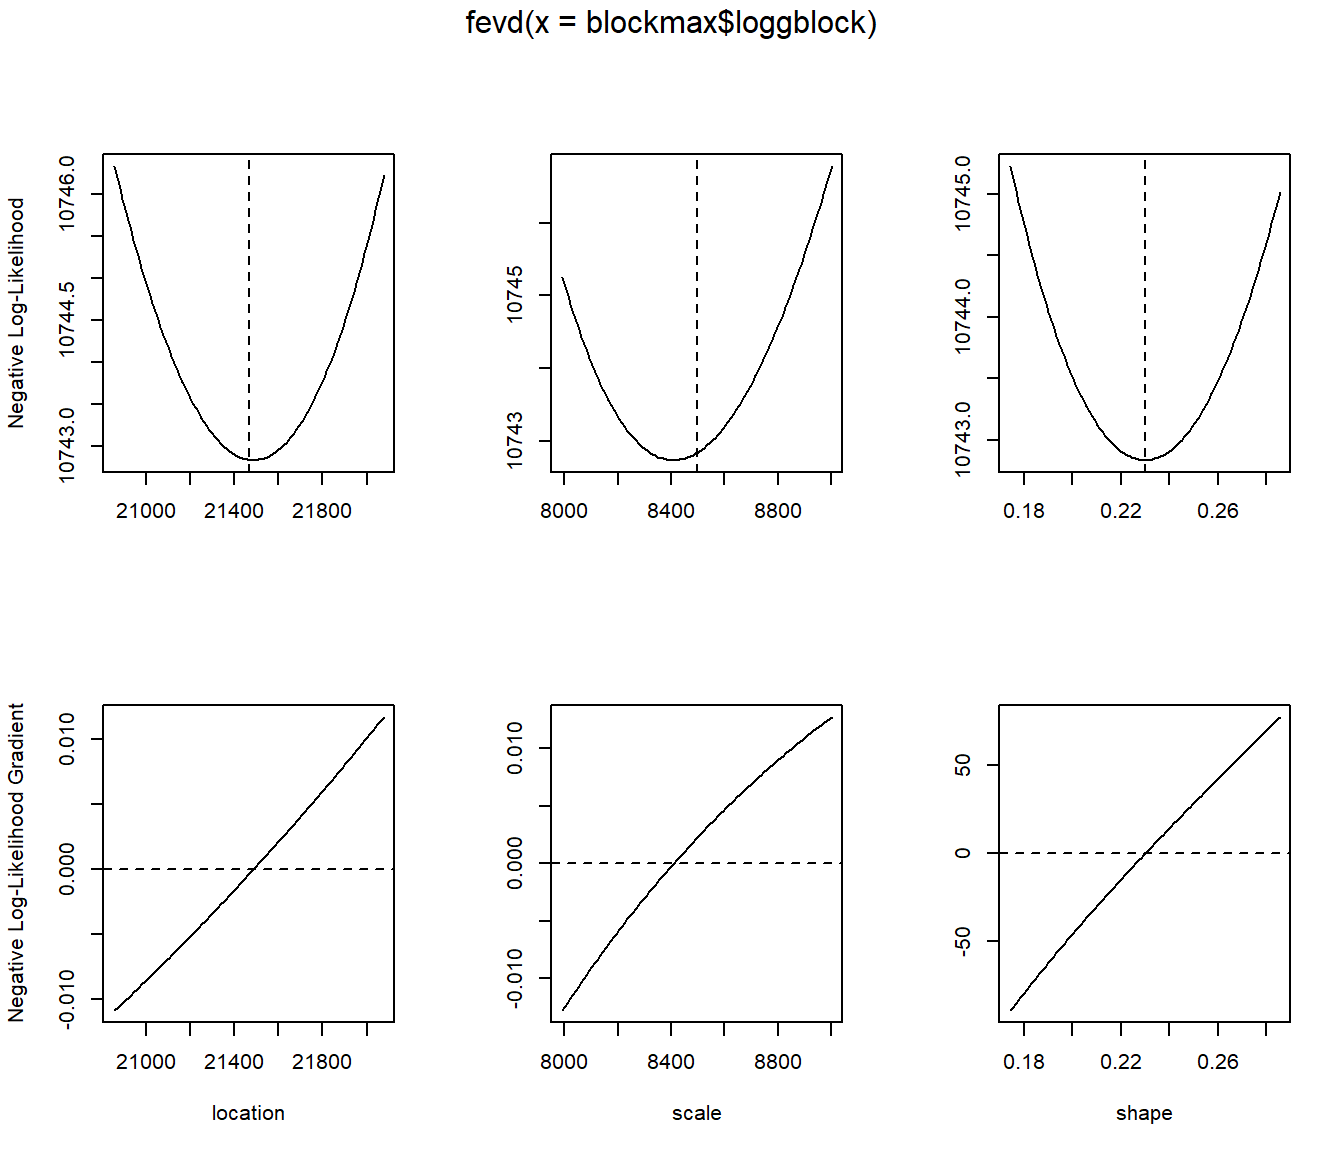 fevd(x = blockmax$loggblock)
Negative Log-Likelihood
10743.0 10744.5 10746.0
21000 21400 21800
10743 10745
8000 8400 8800
10743.0 10744.0 10745.0
0.18 0.22 0.26
Negative Log-Likelihood Gradient
-0.010 0.000 0.010
21000 21400 21800
location
-0.010 0.000 0.010
8000 8400 8800
scale
-50 0 50
0.18 0.22 0.26
shape